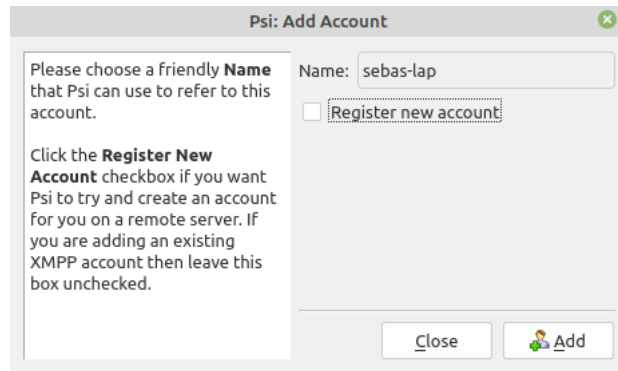 Psi: Add Account
Please choose a friendly Name
that Psi can use to refer to this
account.
Click the Register New
Account checkbox if you want
Psi to try and create an account
for you on a remote server. If
you are adding an existing
XMPP account then leave this
box unchecked.
Name: sebas-lap
Register new account
Close
Add